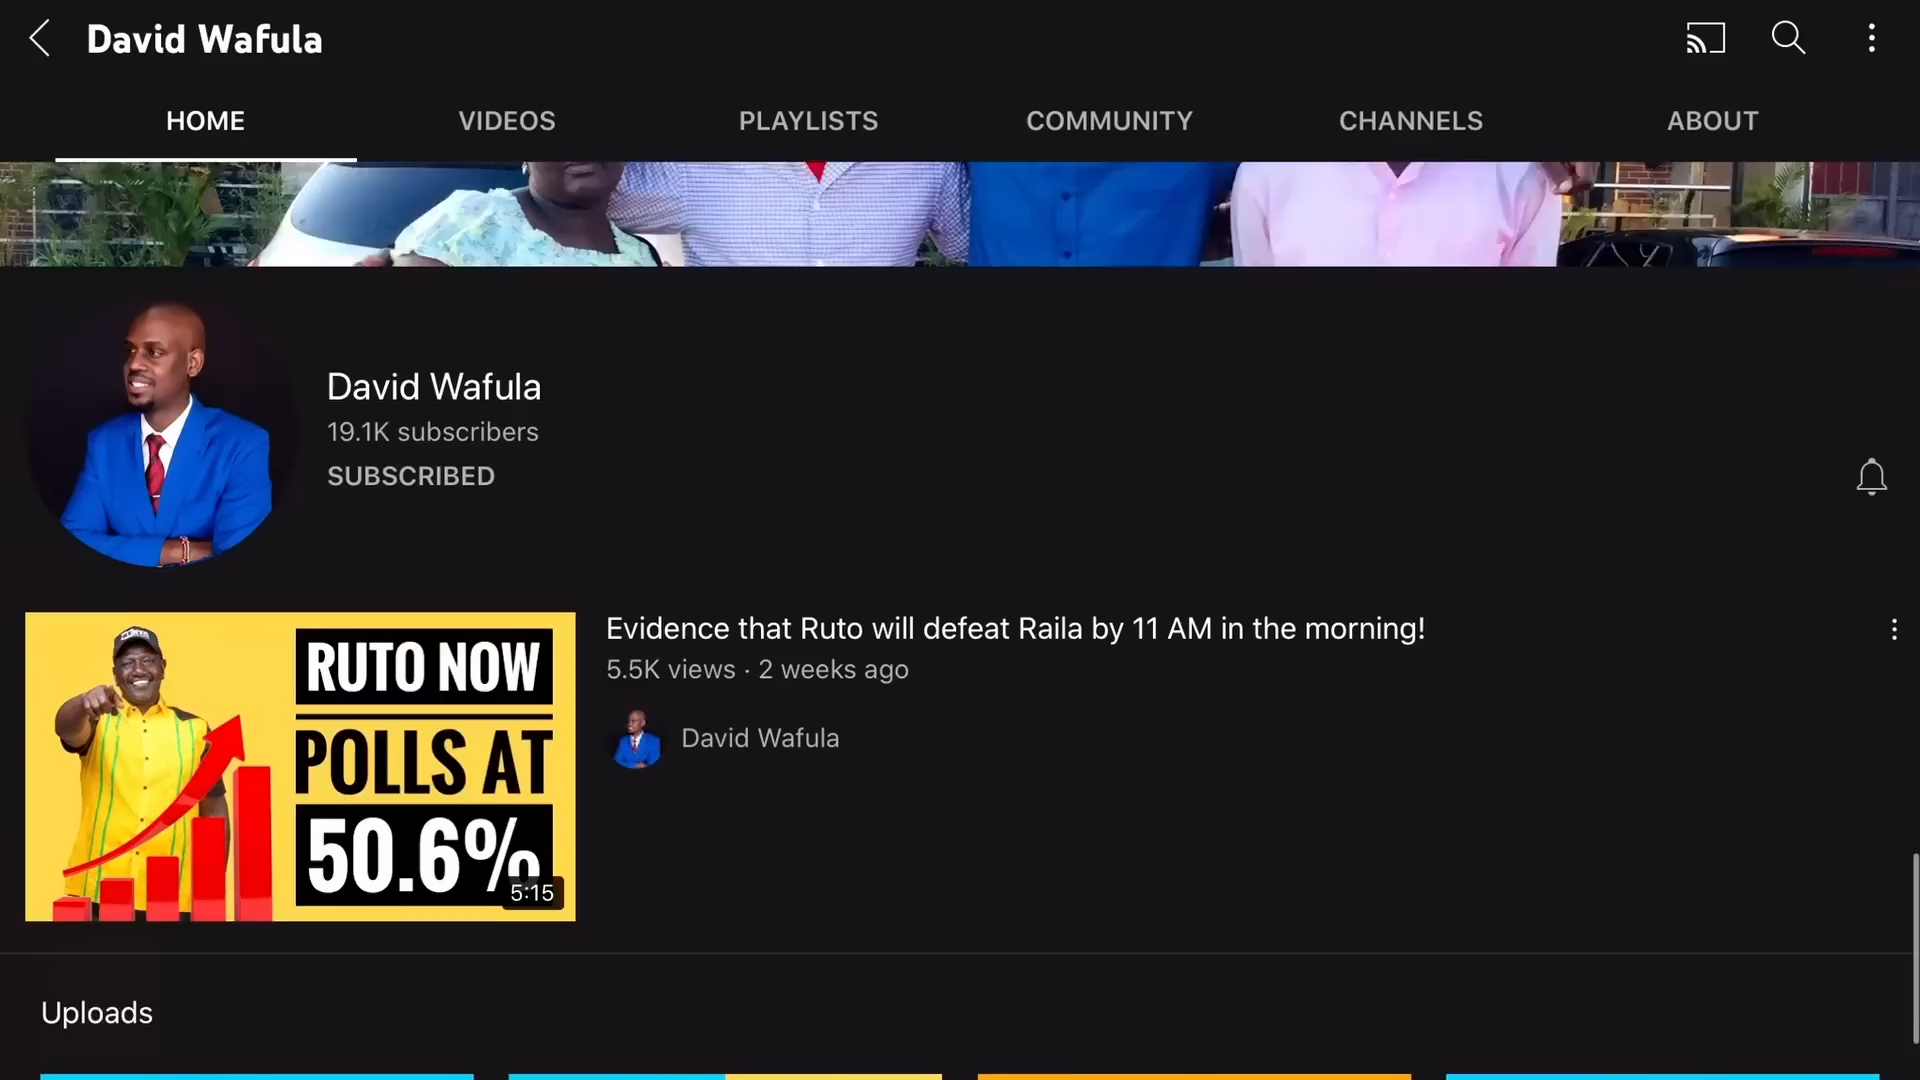 David Wafula
HOME
VIDEOS
PLAYLISTS
COMMUNITY
CHANNELS
ABOUT
David Wafula
19.1K subscribers
SUBSCRIBED
RUTO NOW
POLLS AT
50.6%
5:15
Evidence that Ruto will defeat Raila by 11 AM in the morning!
5.5K views · 2 weeks ago
David Wafula
Uploads